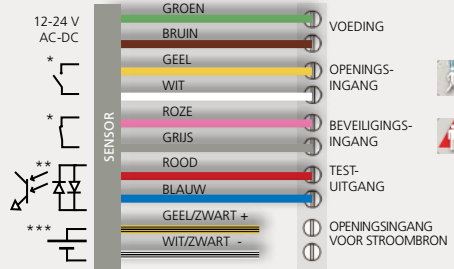 12-24 V
AC-DC
*
*
**
***
SENSOR
GROEN
BRUIN
GEEL
WIT
ROZE
GRIJS
ROOD
BLAUW
GEEL/ZWART +
WIT/ZWART -
VOEDING
OPENINGS-
INGANG
BEVEILIGINGS-
INGANG
TEST-
UITGANG
OPENINGSINGANG
VOOR STROOMBRON